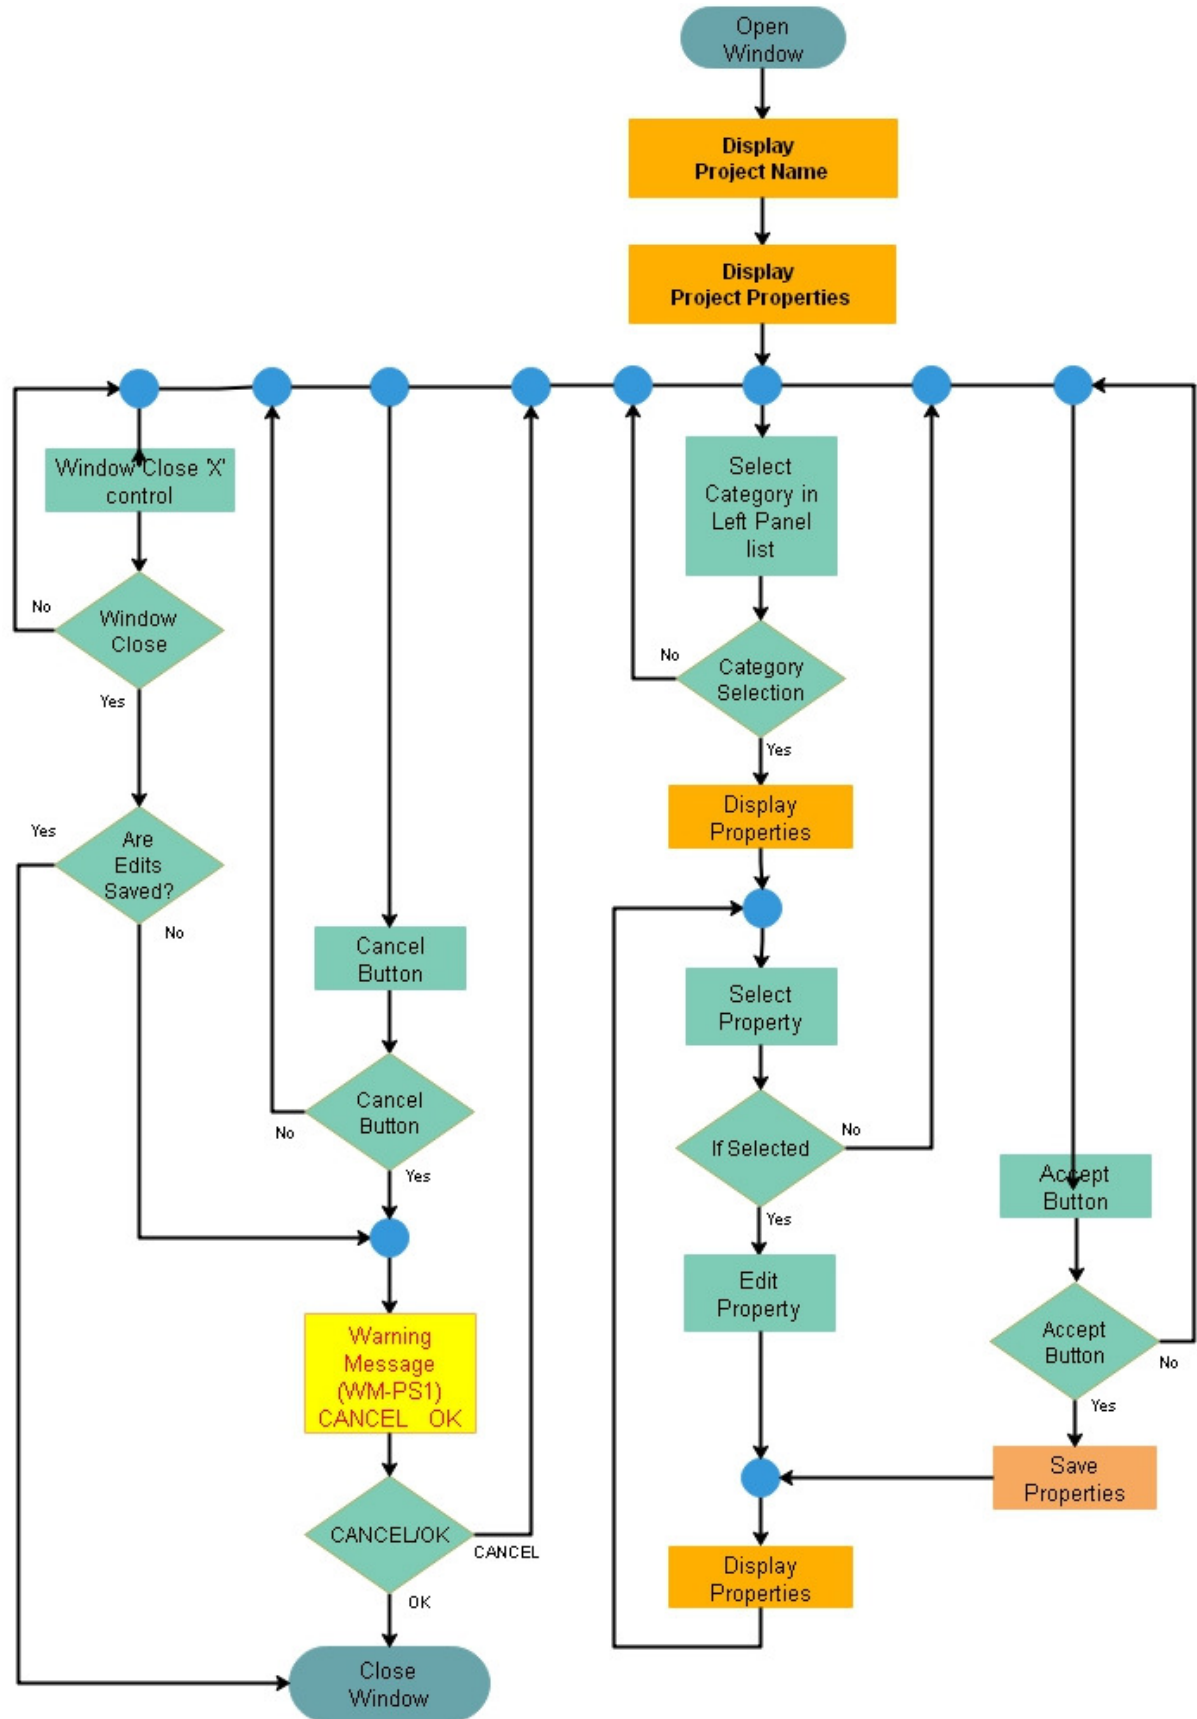 Open
Window
Display
Project Name
Display
Project Properties
Window Close 'X'
control
No
Window
Close
Yes
Yes
Are
Edits
Saved?
No
Cancel
Button
Cancel
Button
No
Yes
Warning
Message
(WM-PS1)
CANCEL OK
CANCEL/OK
CANCEL
OK
Close
Window
Select
Category in
Left Panel
list
No
Category
Selection
Yes
Display
Properties
Select
Property
If Selected
No
Yes
Edit
Property
Display
Properties
Accept
Button
Accept
Button
No
Yes
Save
Properties